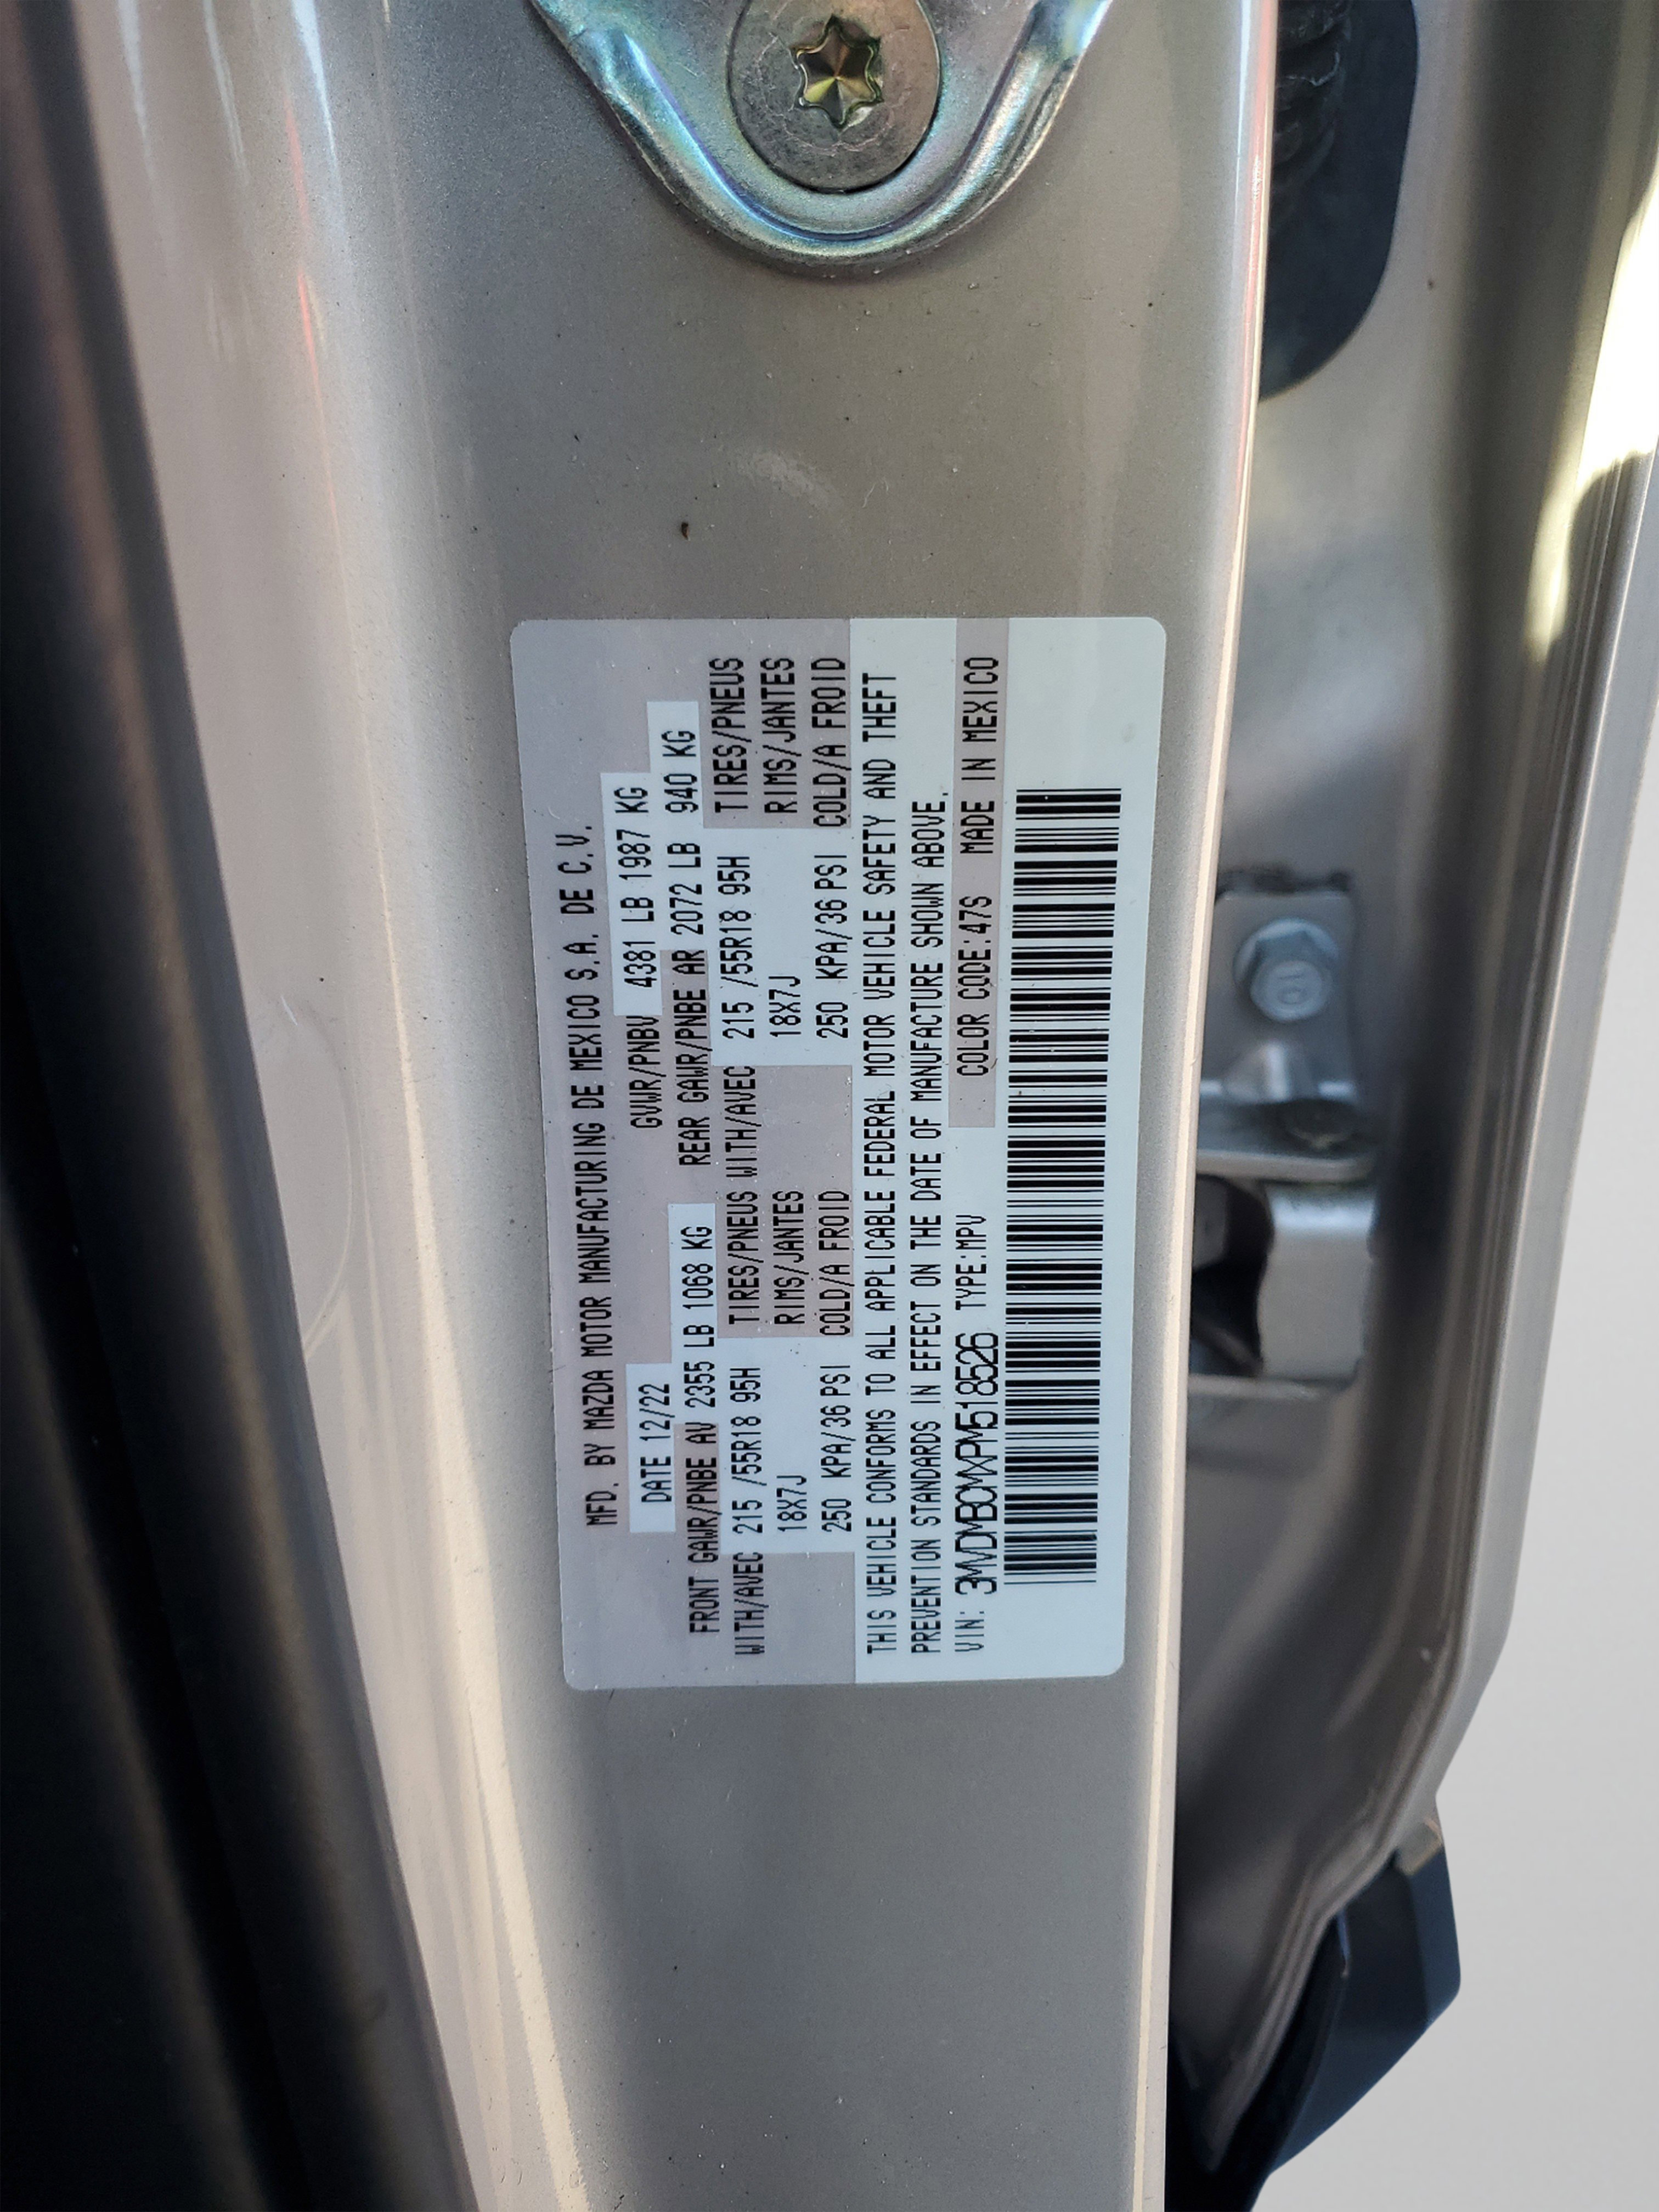 MFD. BY MAZDA MOTOR MANUFACTURING DE MEXICO S.A. DE C.V.
DATE 12/22 GVWR/PNBV 4381 LB 1987 KG
FRONT GAWR/PNBE AV 2355 LB 1068 KG REAR GAWR/PNBE AR 2072 LB 940 KG
WITH/AVEC 215 /55R18 95H TIRES/PNEUS WITH/AVEC 215 /55R18 95H TIRES/PNEUS
18X7J RIMS/JANTES 18X7J RIMS/JANTES
250 KPA/36 PSI COLD/A FROID 250 KPA/36 PSI COLD/A FROID
THIS VEHICLE CONFORMS TO ALL APPLICABLE FEDERAL MOTOR VEHICLE SAFETY AND THEFT
PREVENTION STANDARDS IN EFFECT ON THE DATE OF MANUFACTURE SHOWN ABOVE.
VIN: 3MVDMBCMXPM518526 TYPE:MPV COLOR CODE:47S MADE IN MEXICO